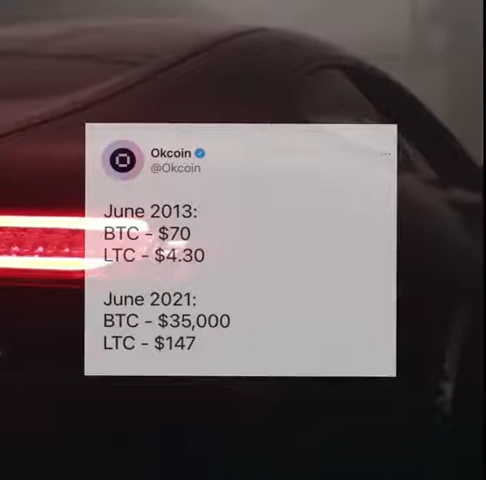 Okcoin
@Okcoin
...
June 2013:
BTC - $70
LTC - $4.30
June 2021:
BTC - $35,000
LTC - $147